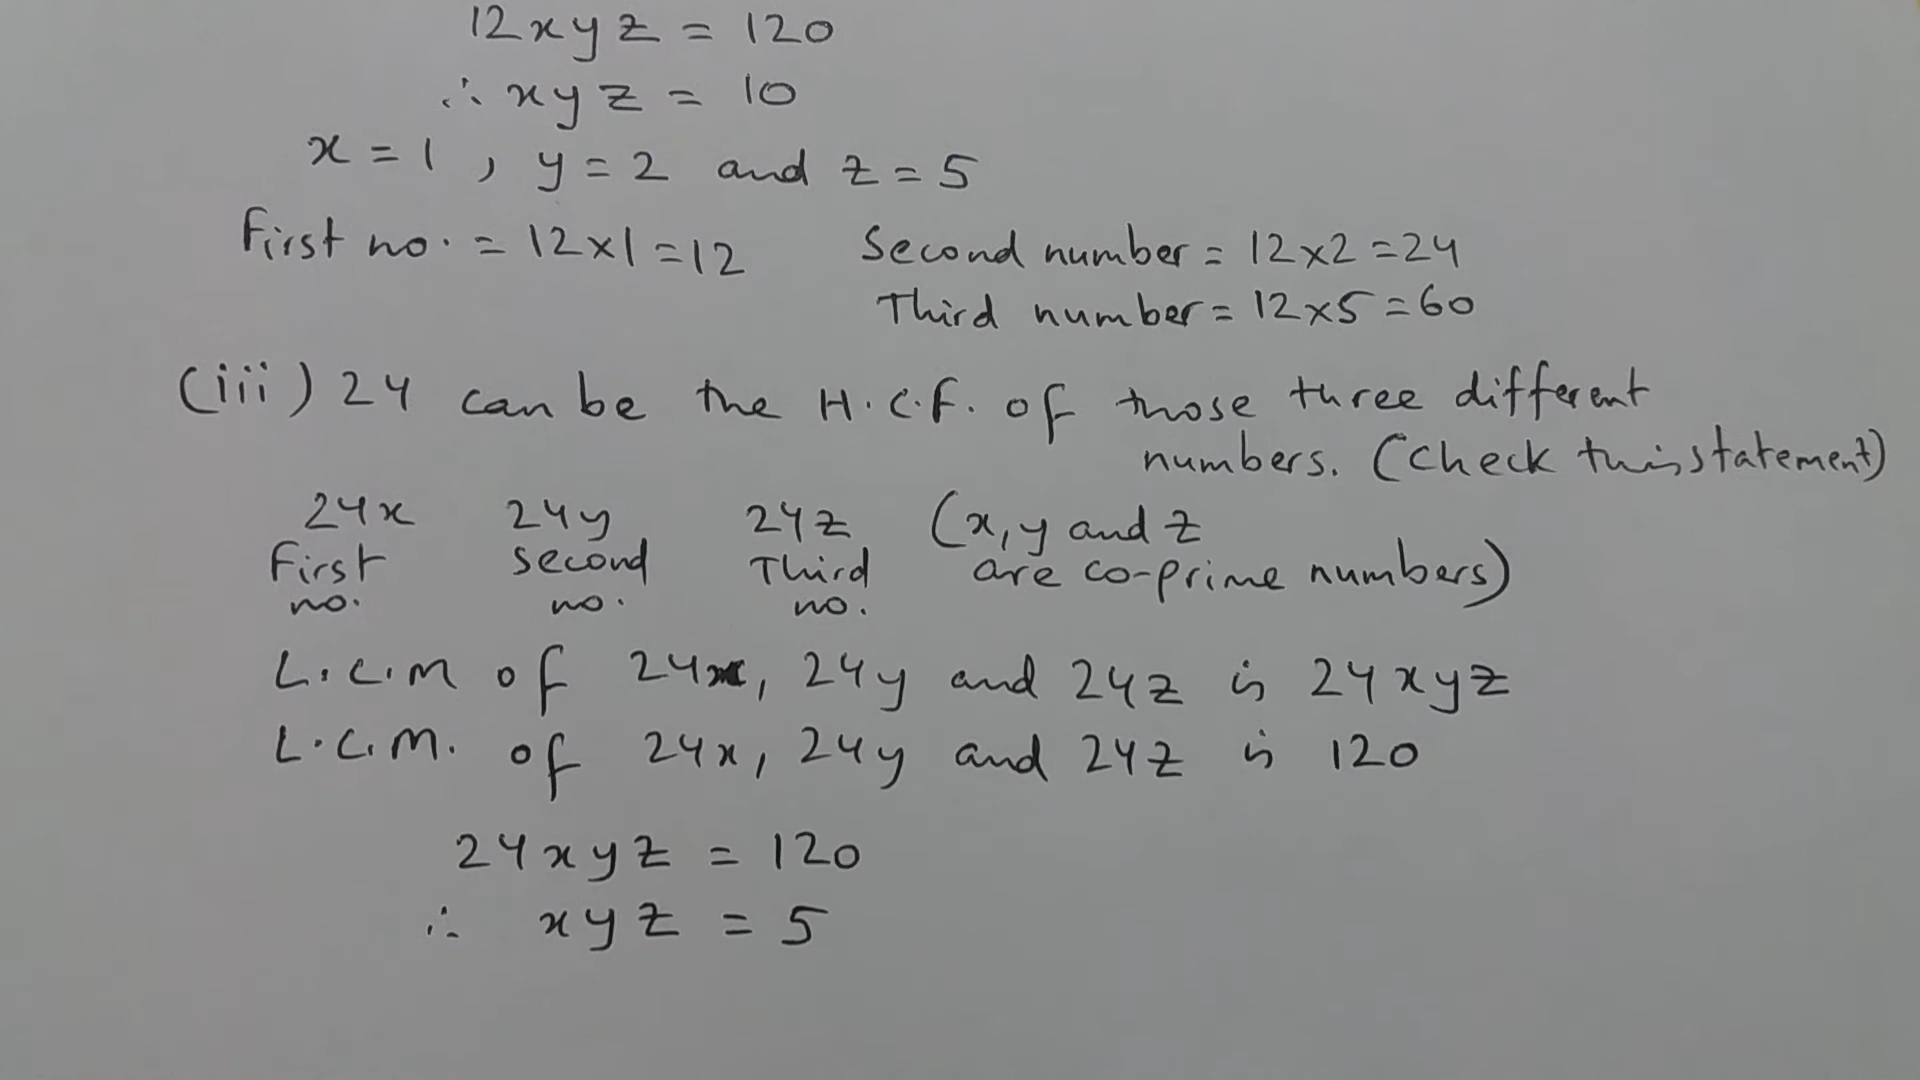 12xyz = 120
∴ xyz = 10
x = 1, y = 2 and z = 5
First no. = 12×1 = 12 Second number = 12×2 = 24
Third number = 12×5 = 60
(iii) 24 can be the H.C.F. of those three different
numbers. (Check this statement)
24x 24y 24z (x, y and z
First Second Third are co-prime numbers)
no. no. no.
L.C.M of 24x, 24y and 24z is 24xyz
L.C.M. of 24x, 24y and 24z is 120
24xyz = 120
∴ xyz = 5